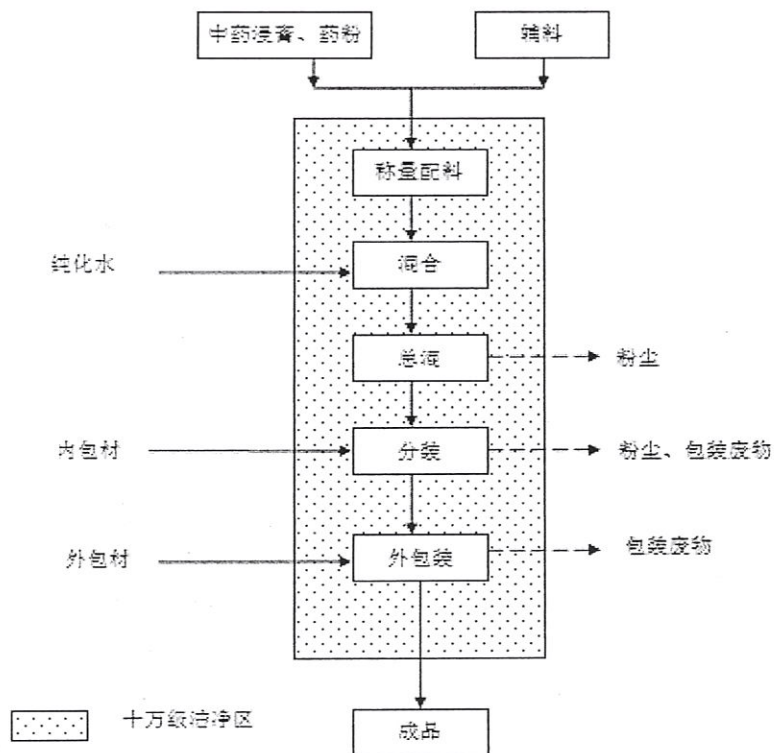 中药浸膏、药粉
辅料
称量配料
纯化水
混合
总混
粉尘
内包材
分装
粉尘、包装废物
外包材
外包装
包装废物
十万级洁净区
成品